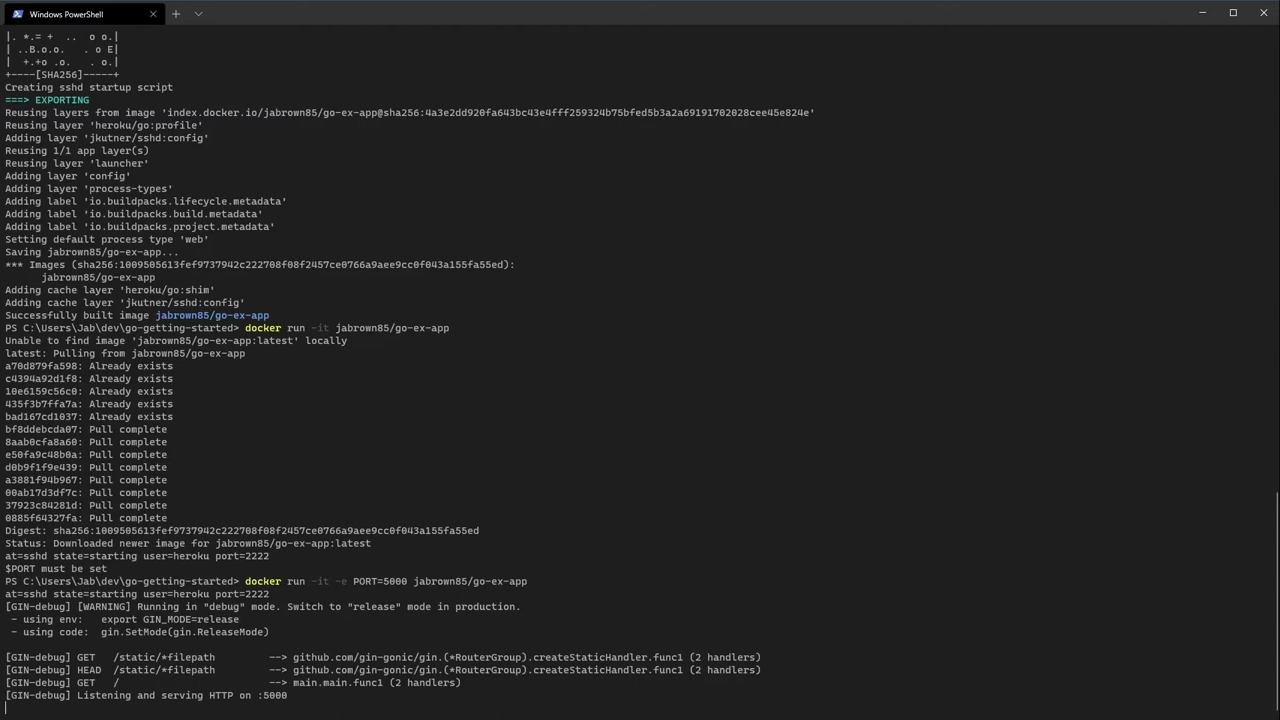 Windows PowerShell
|. *.= +  ..  o o.|
| ..B.o.o.   . o E|
|  +.+o .o.   . o.|
+----[SHA256]-----+
Creating sshd startup script
===> EXPORTING
Reusing layers from image 'index.docker.io/jabrown85/go-ex-app@sha256:4a3e2dd920fa643bc43e4fff259324b75bfed5b3a2a69191702028cee45e824e'
Reusing layer 'heroku/go:profile'
Adding layer 'jkutner/sshd:config'
Reusing 1/1 app layer(s)
Reusing layer 'launcher'
Adding layer 'config'
Adding layer 'process-types'
Adding label 'io.buildpacks.lifecycle.metadata'
Adding label 'io.buildpacks.build.metadata'
Adding label 'io.buildpacks.project.metadata'
Setting default process type 'web'
Saving jabrown85/go-ex-app...
*** Images (sha256:1009505613fef9737942c222708f08f2457ce0766a9aee9cc0f043a155fa55ed):
      jabrown85/go-ex-app
Adding cache layer 'heroku/go:shim'
Adding cache layer 'jkutner/sshd:config'
Successfully built image jabrown85/go-ex-app
PS C:\Users\Jab\dev\go-getting-started> docker run -it jabrown85/go-ex-app
Unable to find image 'jabrown85/go-ex-app:latest' locally
latest: Pulling from jabrown85/go-ex-app
a70d879fa598: Already exists
c4394a92d1f8: Already exists
10e6159c56c0: Already exists
435f3b7ffa7a: Already exists
bad167cd1037: Already exists
bf8ddebcda07: Pull complete
8aab0cfa8a60: Pull complete
e50fa9c48b0a: Pull complete
d0b9f1f9e439: Pull complete
a3881f94b967: Pull complete
00ab17d3df7c: Pull complete
37923c84281d: Pull complete
0885f64327fa: Pull complete
Digest: sha256:1009505613fef9737942c222708f08f2457ce0766a9aee9cc0f043a155fa55ed
Status: Downloaded newer image for jabrown85/go-ex-app:latest
at=sshd state=starting user=heroku port=2222
$PORT must be set
PS C:\Users\Jab\dev\go-getting-started> docker run -it -e PORT=5000 jabrown85/go-ex-app
at=sshd state=starting user=heroku port=2222
[GIN-debug] [WARNING] Running in "debug" mode. Switch to "release" mode in production.
 - using env:   export GIN_MODE=release
 - using code:  gin.SetMode(gin.ReleaseMode)
[GIN-debug] GET   /static/*filepath         --> github.com/gin-gonic/gin.(*RouterGroup).createStaticHandler.func1 (2 handlers)
[GIN-debug] HEAD  /static/*filepath         --> github.com/gin-gonic/gin.(*RouterGroup).createStaticHandler.func1 (2 handlers)
[GIN-debug] GET   /                         --> main.main.func1 (2 handlers)
[GIN-debug] Listening and serving HTTP on :5000